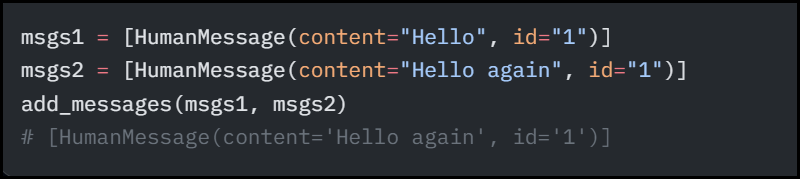 msgs1 = [HumanMessage(content="Hello", id="1")]
msgs2 = [HumanMessage(content="Hello again", id="1")]
add_messages(msgs1, msgs2)
# [HumanMessage(content='Hello again', id='1')]